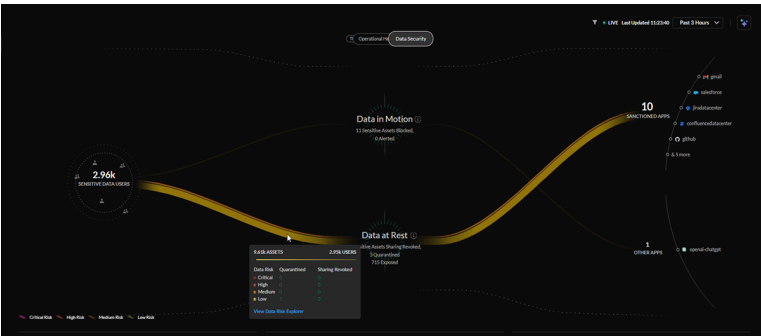 LIVE Last Updated 11:23:40 Past 3 Hours
Operational He Data Security
gmail
10
SANCTIONED APPS
salesforce
jiradatacenter
confluencedatacenter
github
& 5 more
Data in Motion
11 Sensitive Assets Blocked,
0 Alerted
2.96k
SENSITIVE DATA USERS
Data at Rest
itive Assets Sharing Revoked,
3 Quarantined
715 Exposed
1
OTHER APPS
openai-chatgpt
9.61k ASSETS 2.95k USERS
Data Risk Quarantined Sharing Revoked
Critical
High
Medium
Low
View Data Risk Explorer
Critical Risk High Risk Medium Risk Low Risk